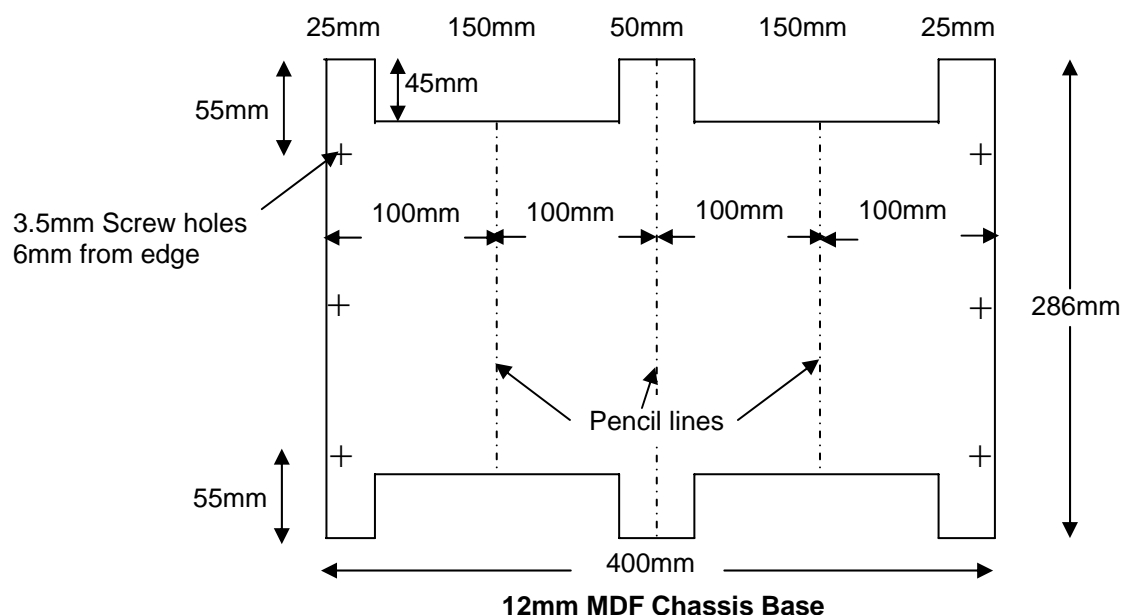 25mm 150mm 50mm 150mm 25mm
45mm
55mm
3.5mm Screw holes
6mm from edge
100mm 100mm 100mm 100mm
286mm
Pencil lines
55mm
400mm
12mm MDF Chassis Base